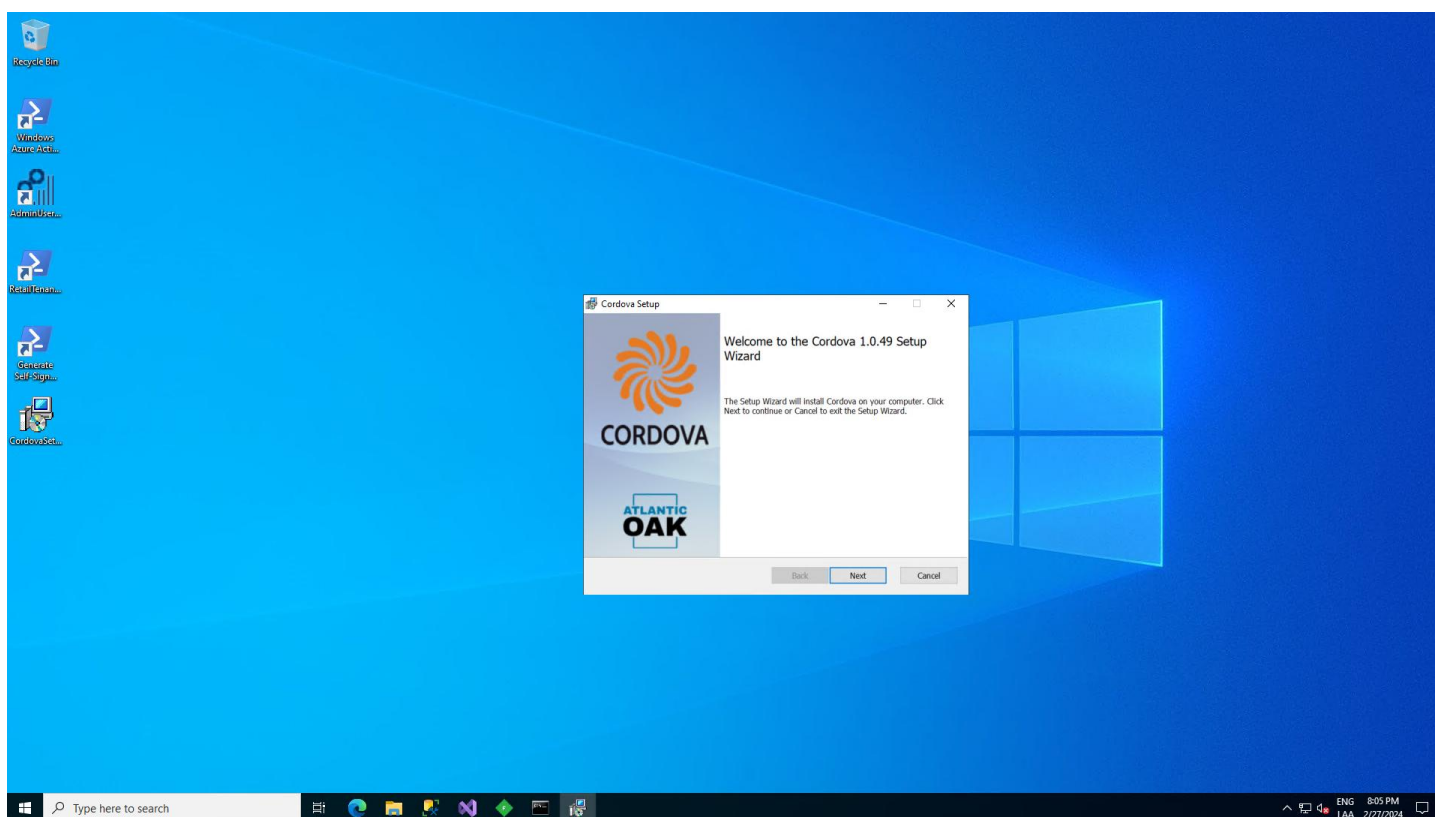 Recycle Bin
Windows
Azure Acti...
AdminUser...
RetailTenan...
Generate
Self-Sign...
CordovaSet...
Cordova Setup
Welcome to the Cordova 1.0.49 Setup
Wizard
The Setup Wizard will install Cordova on your computer. Click
Next to continue or Cancel to exit the Setup Wizard.
CORDOVA
ATLANTIC
OAK
Back
Next
Cancel
Type here to search
ENG
LAA
8:05 PM
2/27/2024